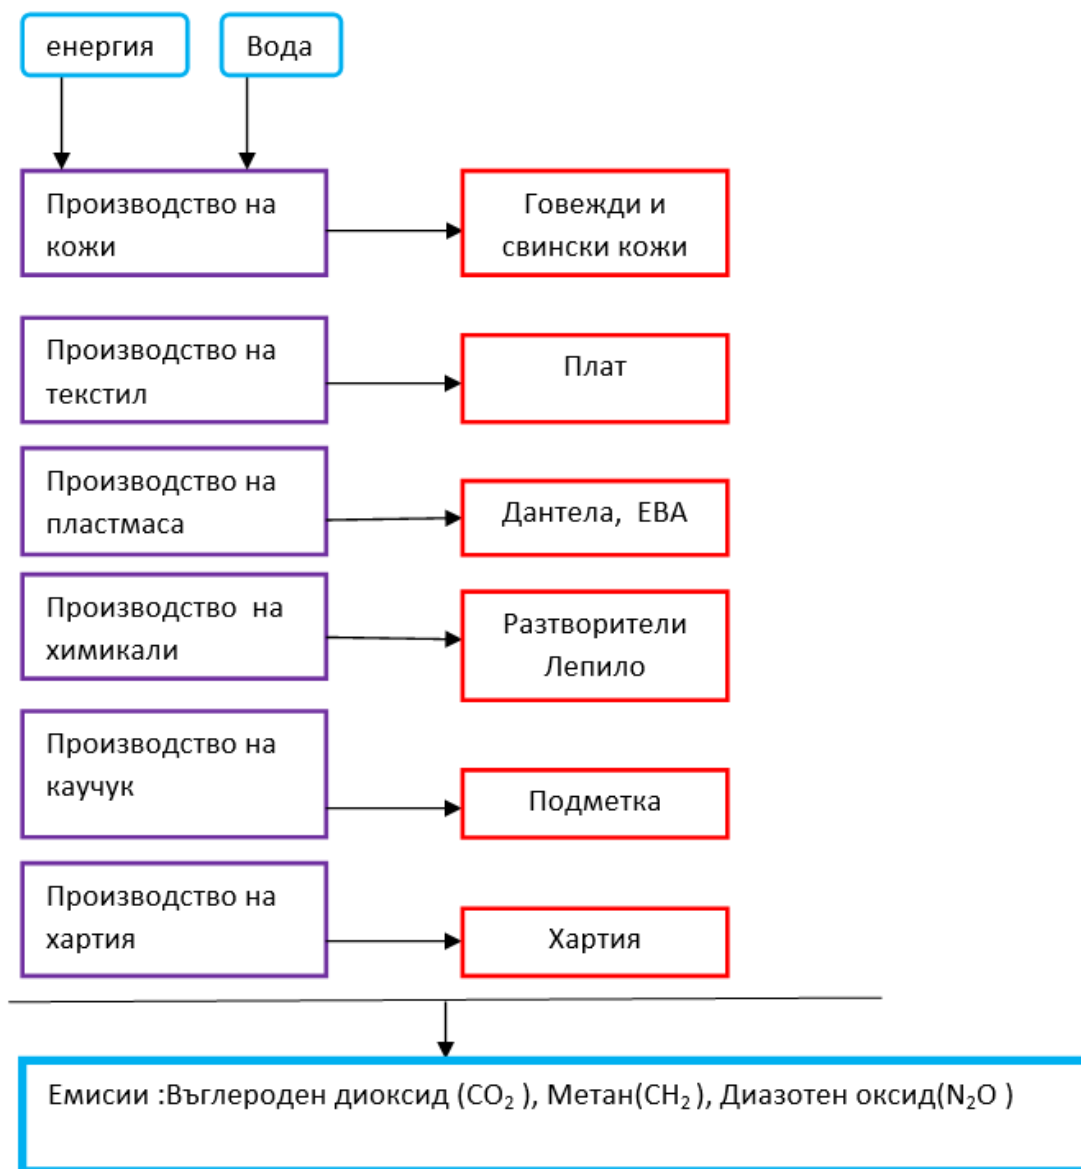 енергия
Вода
Производство на
кожи
Говежди и
свински кожи
Производство на
текстил
Плат
Производство на
пластмаса
Дантела, ЕВА
Производство на
химикали
Разтворители
Лепило
Производство на
каучук
Подметка
Производство на
хартия
Хартия
Емисии :Въглероден диоксид (CO₂ ), Метан(CH₂ ), Диазотен оксид(N₂O )